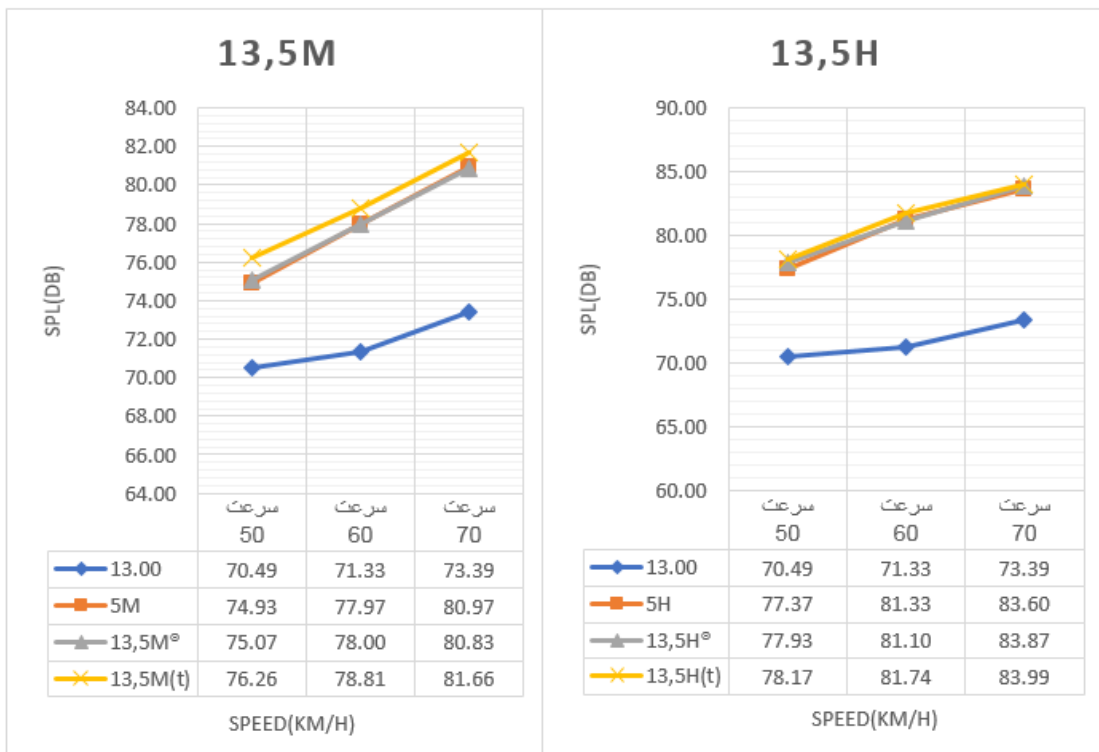 13,5M
84.00
82.00
80.00
78.00
76.00
74.00
72.00
70.00
68.00
66.00
64.00
SPL(DB)
سرعت 50 سرعت 60 سرعت 70
13.00 70.49 71.33 73.39
5M 74.93 77.97 80.97
13,5M® 75.07 78.00 80.83
13,5M(t) 76.26 78.81 81.66
SPEED(KM/H)
13,5H
90.00
85.00
80.00
75.00
70.00
65.00
60.00
SPL(DB)
سرعت 50 سرعت 60 سرعت 70
13.00 70.49 71.33 73.39
5H 77.37 81.33 83.60
13,5H® 77.93 81.10 83.87
13,5H(t) 78.17 81.74 83.99
SPEED(KM/H)